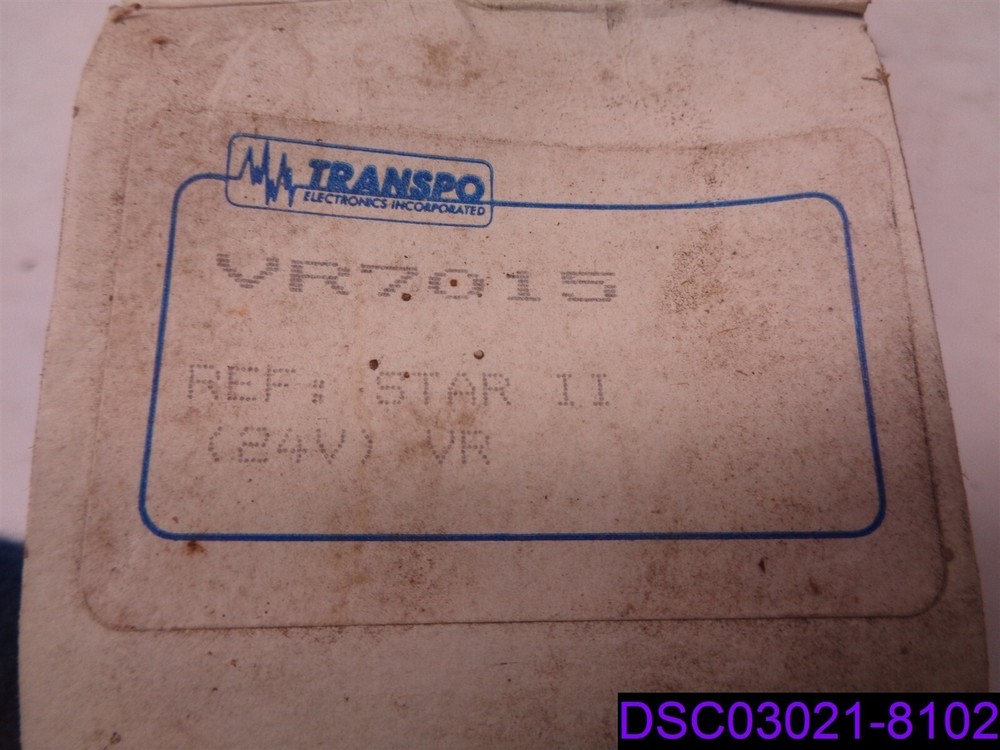 TRANSPO
ELECTRONICS INCORPORATED
VR7015
REF: STAR II
(24V) VR
DSC03021-8102